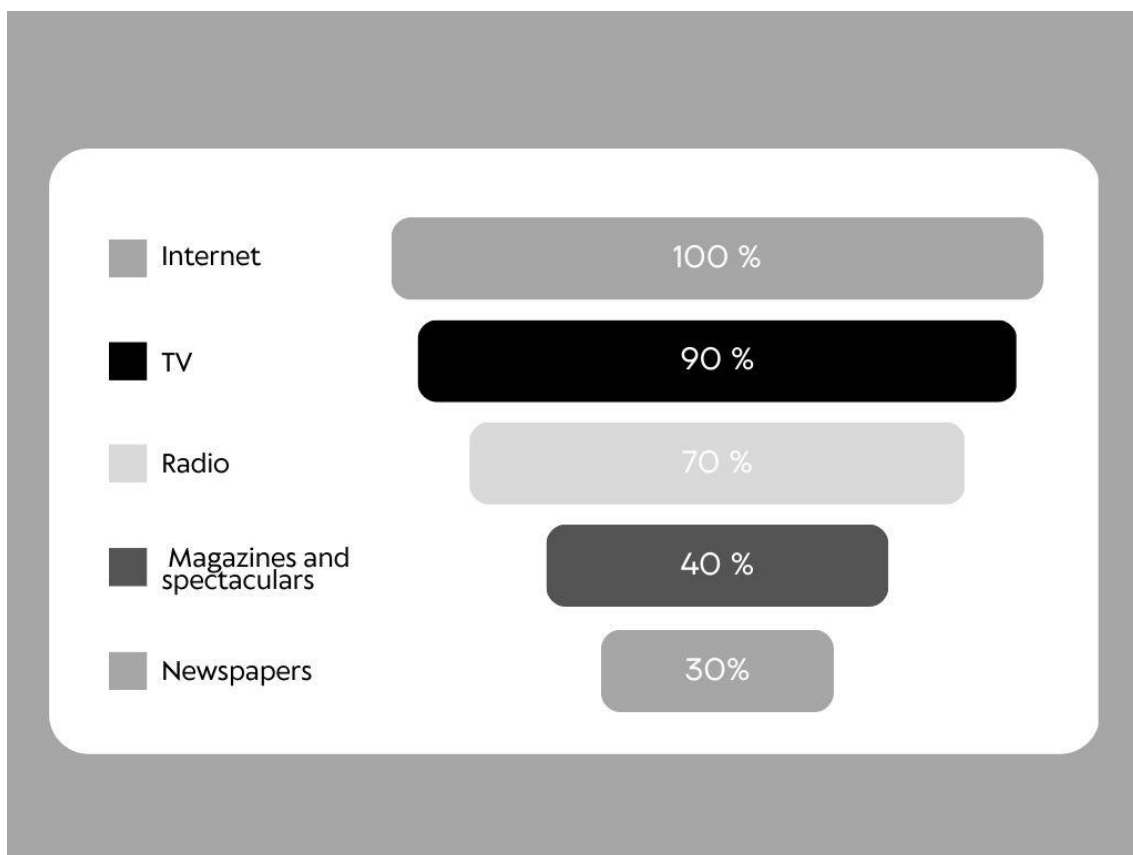 Internet
100 %
TV
90 %
Radio
70 %
Magazines and
spectaculars
40 %
Newspapers
30%